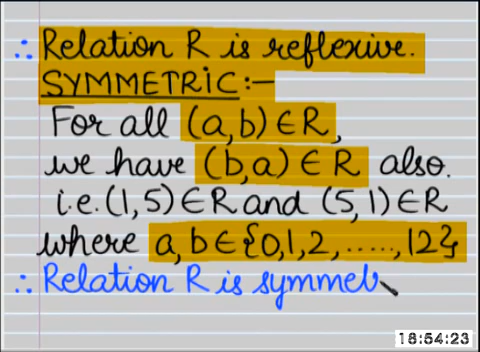 ∴ Relation R is reflexive.
SYMMETRIC:-
For all (a,b) ∈ R,
we have (b,a) ∈ R also.
i.e. (1,5) ∈ R and (5,1) ∈ R
where a, b ∈ {0,1,2, ....., 12}
∴ Relation R is symmet
18:54:23